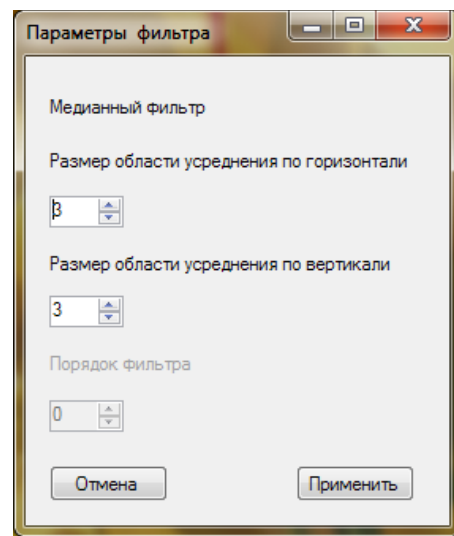 Параметры фильтра
Медианный фильтр
Размер области усреднения по горизонтали
3
Размер области усреднения по вертикали
3
Порядок фильтра
0
Отмена Применить